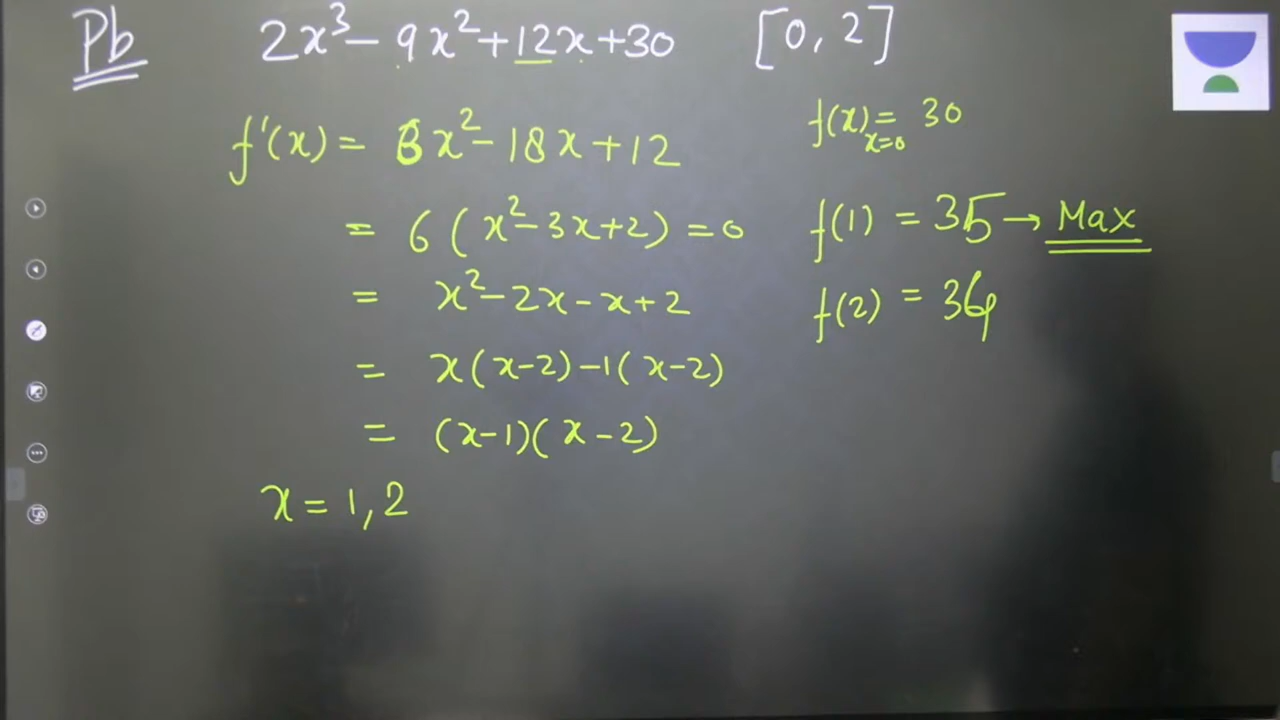 Pb 2x³ - 9x² + 12x + 30 [0, 2]
f'(x) = 6x² - 18x + 12
= 6(x² - 3x + 2) = 0
= x² - 2x - x + 2
= x(x-2) - 1(x-2)
= (x-1)(x-2)
x = 1, 2
f(x) = 30
x=0
f(1) = 35 → Max
f(2) =